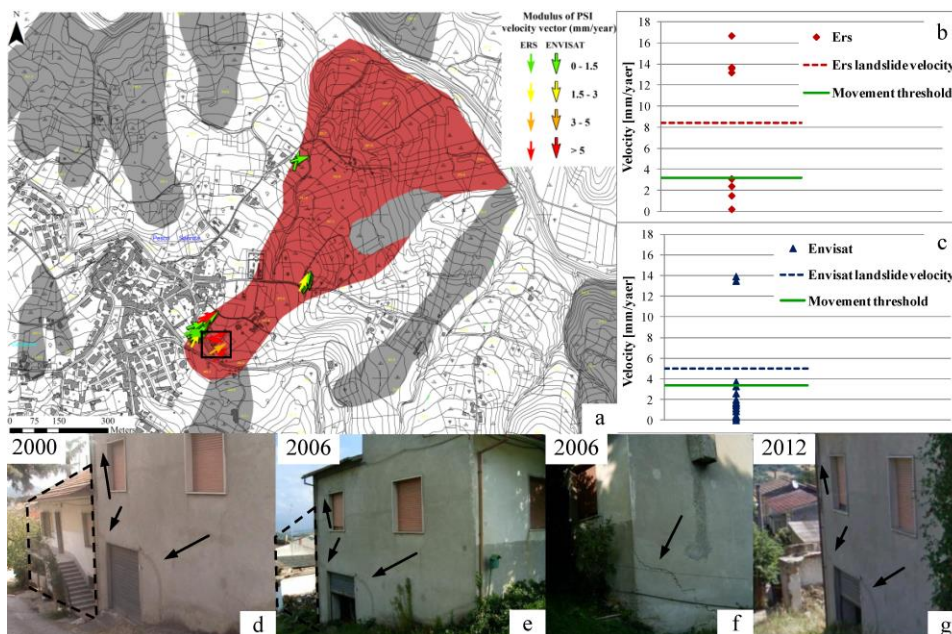 N
Modulus of PSI
velocity vector (mm/year)
ERS ENVISAT
0 - 1.5
1.5 - 3
3 - 5
> 5
0 75 150 300
Meters
a
b
Velocity [mm/yaer]
18
16
14
12
10
8
6
4
2
0
Ers
Ers landslide velocity
Movement threshold
c
Velocity [mm/yaer]
18
16
14
12
10
8
6
4
2
0
Envisat
Envisat landslide velocity
Movement threshold
2000
d
2006
e
2006
f
2012
g